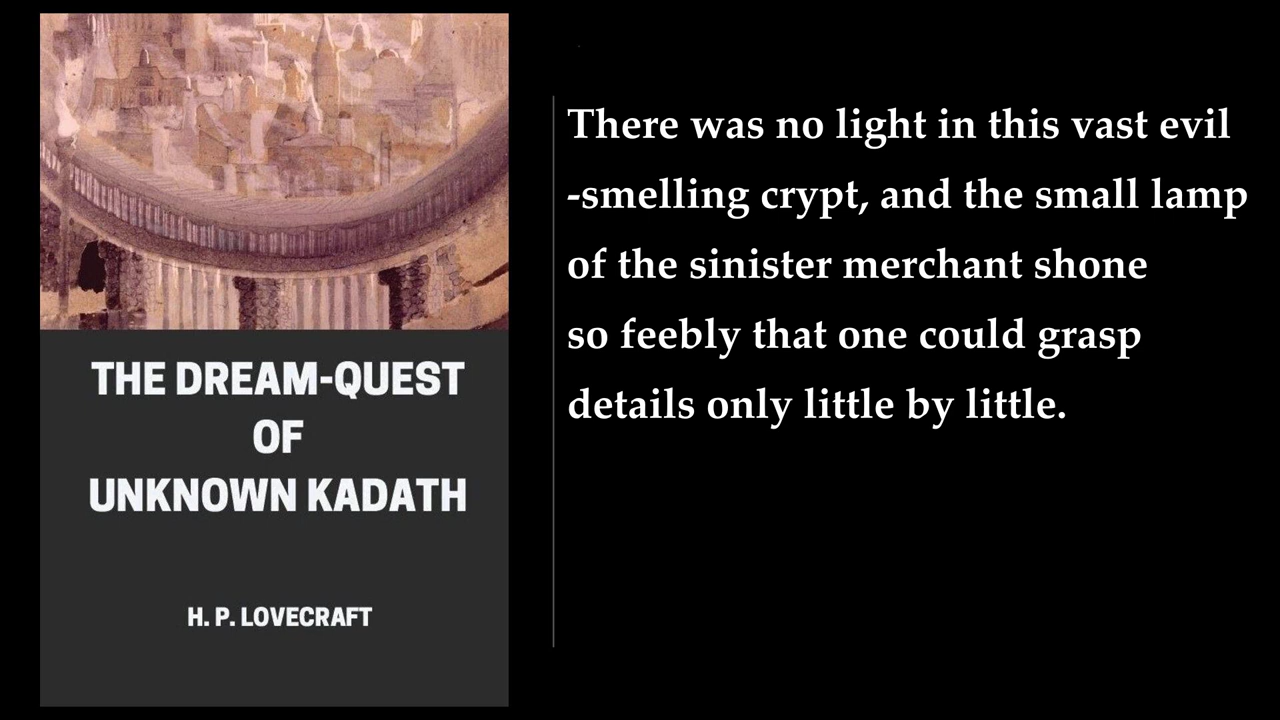 THE DREAM-QUEST
OF
UNKNOWN KADATH
H. P. LOVECRAFT
There was no light in this vast evil
-smelling crypt, and the small lamp
of the sinister merchant shone
so feebly that one could grasp
details only little by little.